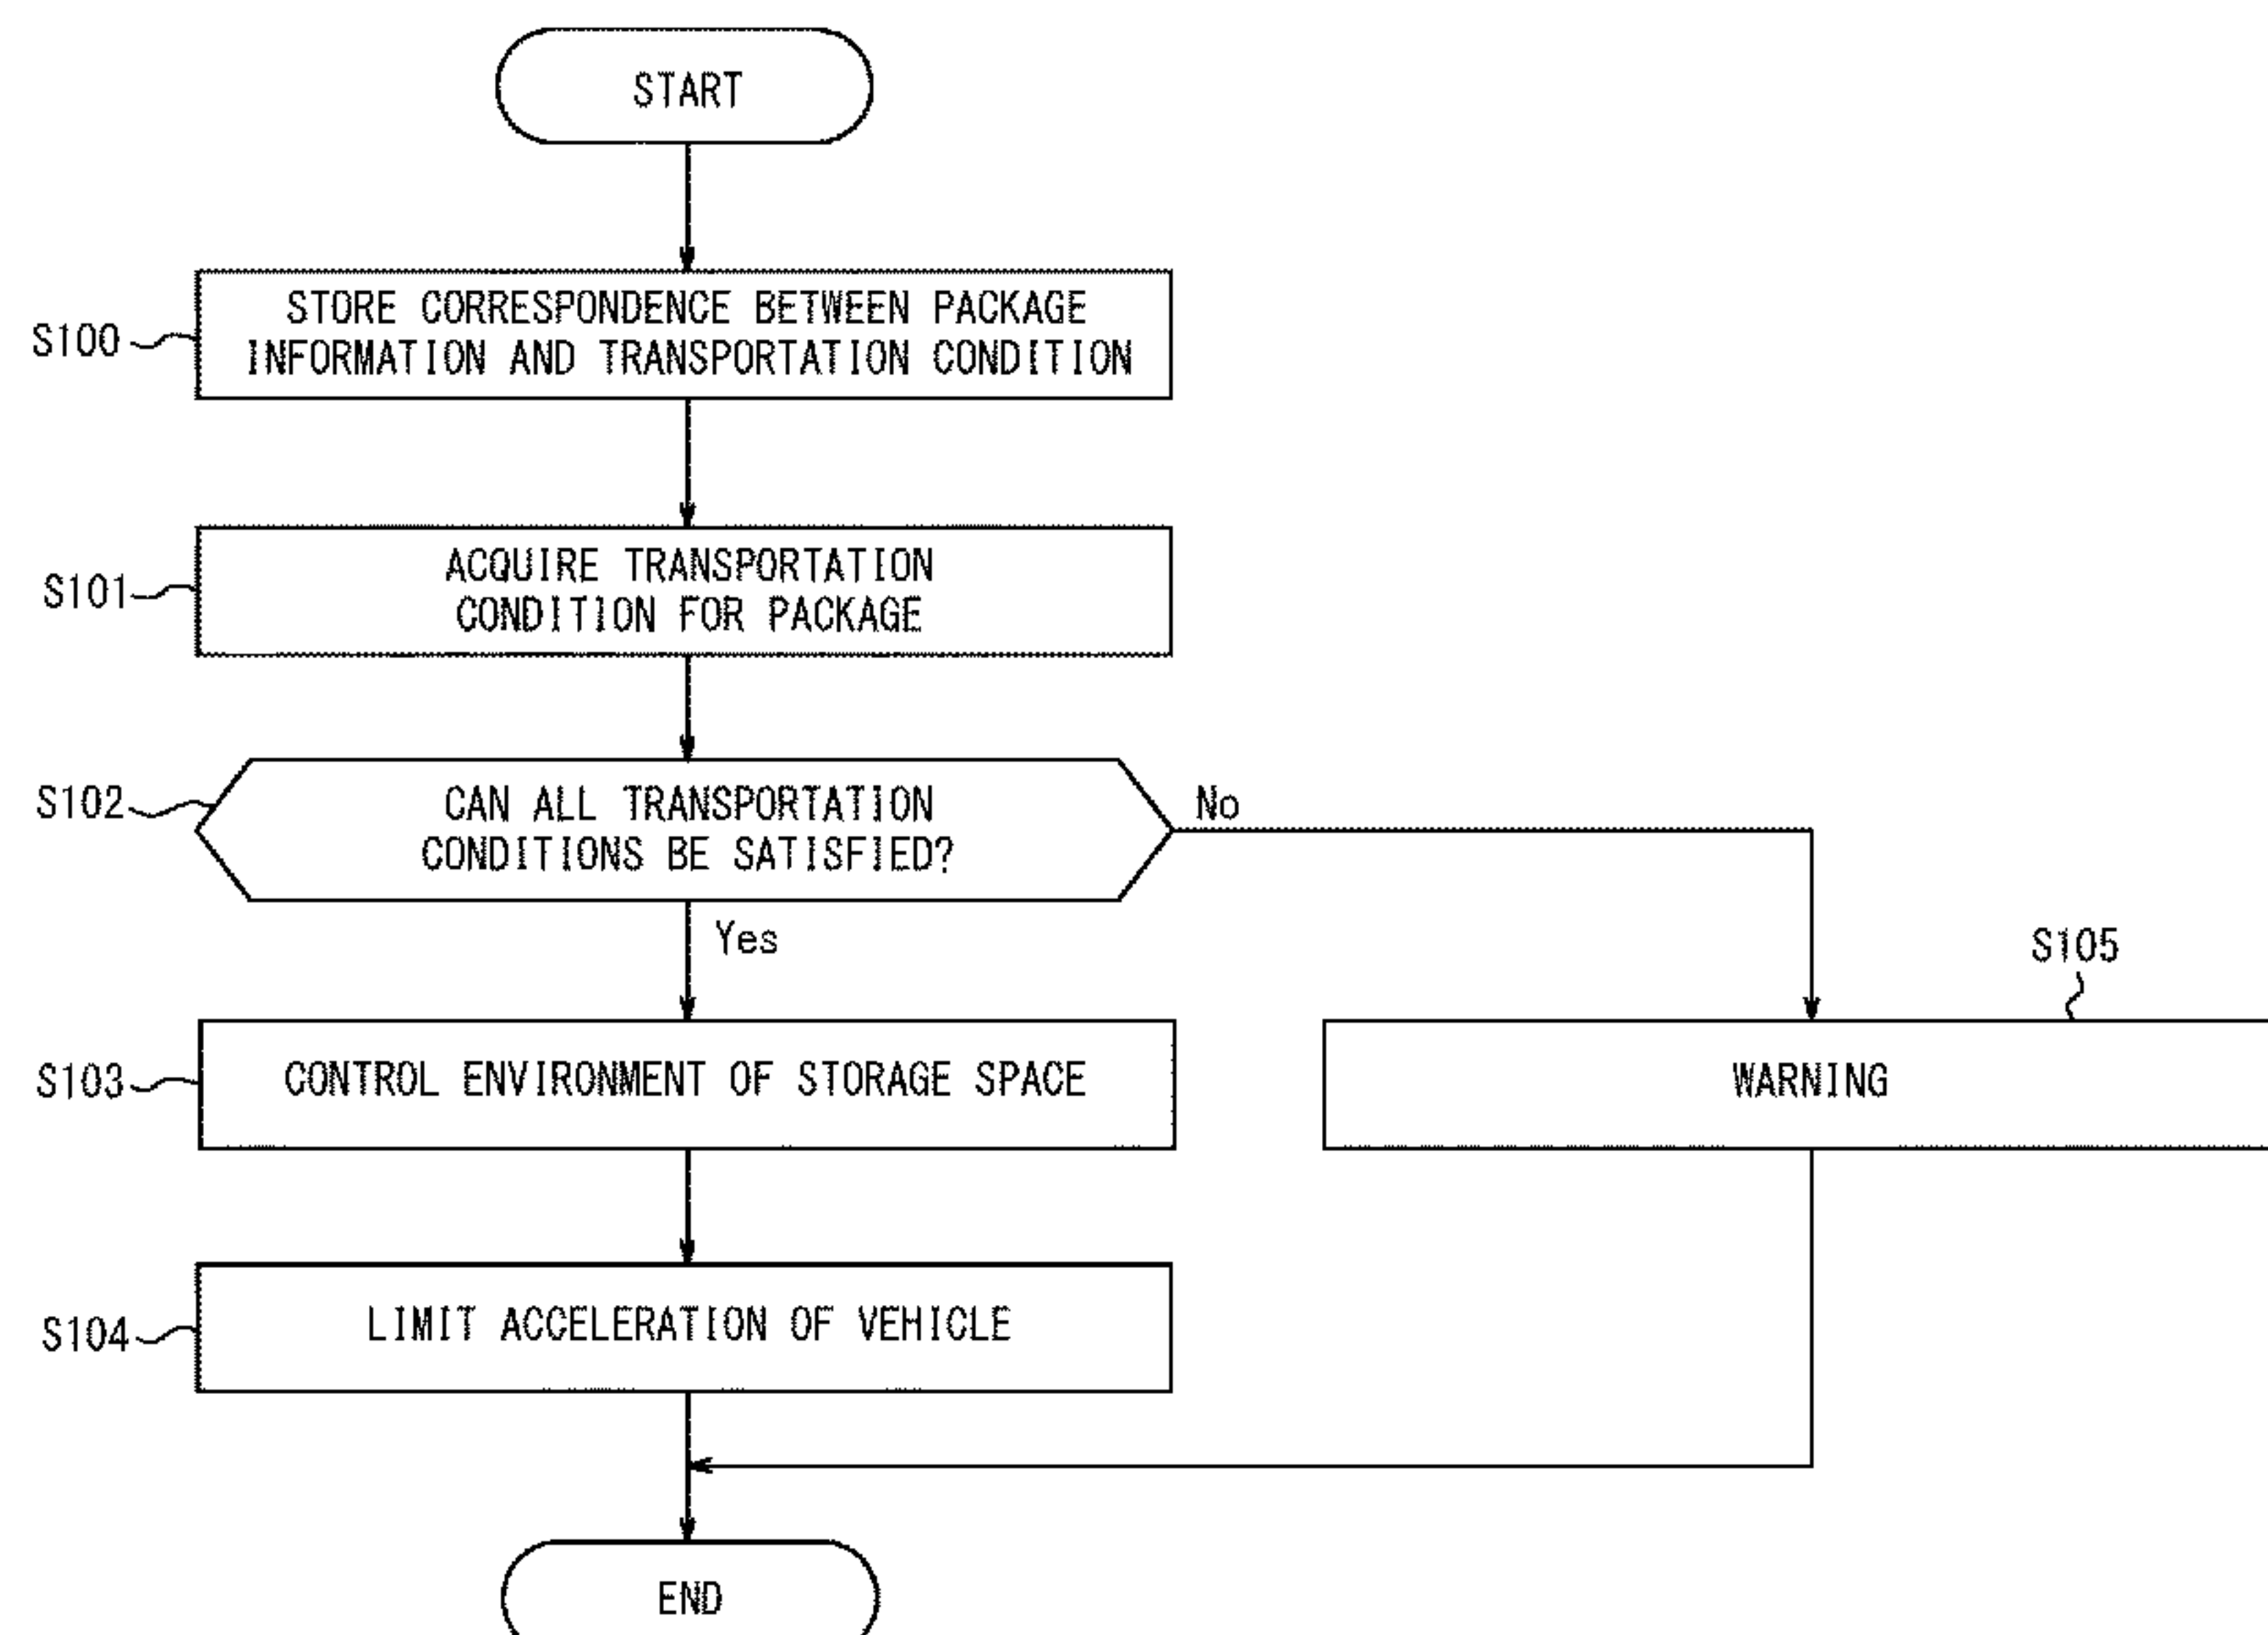 START
S100
STORE CORRESPONDENCE BETWEEN PACKAGE
INFORMATION AND TRANSPORTATION CONDITION
S101
ACQUIRE TRANSPORTATION
CONDITION FOR PACKAGE
S102
CAN ALL TRANSPORTATION
CONDITIONS BE SATISFIED?
No
Yes
S105
S103
CONTROL ENVIRONMENT OF STORAGE SPACE
WARNING
S104
LIMIT ACCELERATION OF VEHICLE
END